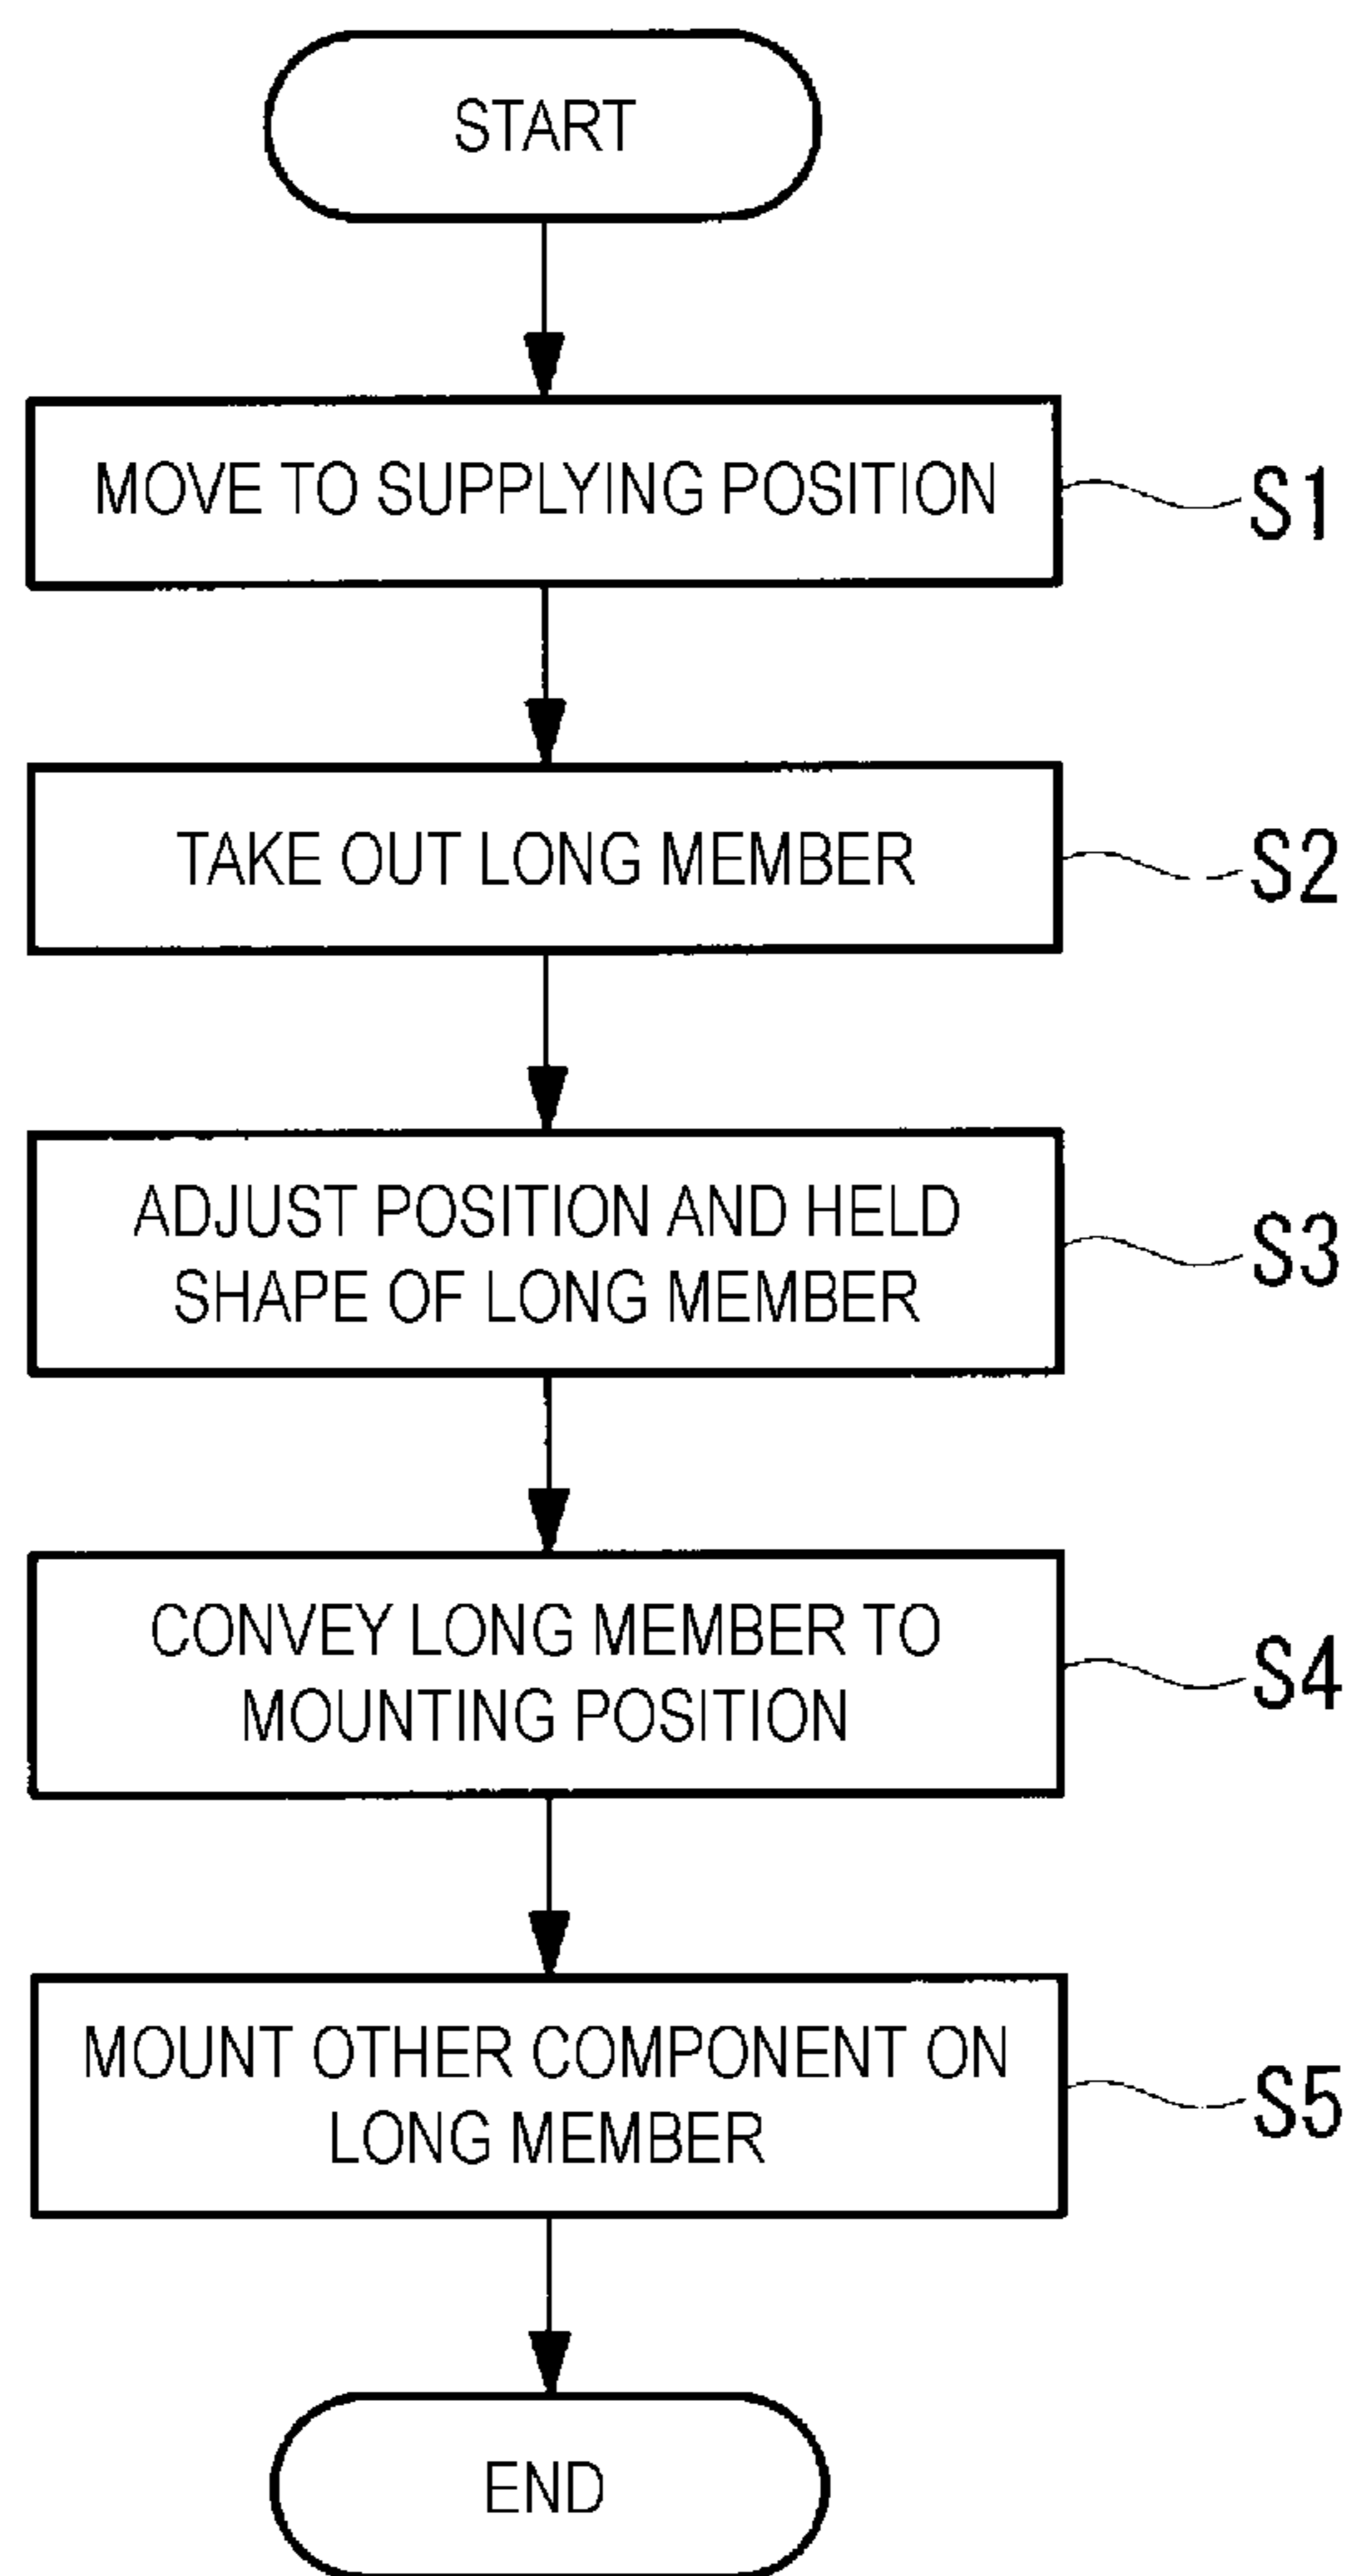 START
MOVE TO SUPPLYING POSITION
S1
TAKE OUT LONG MEMBER
S2
ADJUST POSITION AND HELD
SHAPE OF LONG MEMBER
S3
CONVEY LONG MEMBER TO
MOUNTING POSITION
S4
MOUNT OTHER COMPONENT ON
LONG MEMBER
S5
END